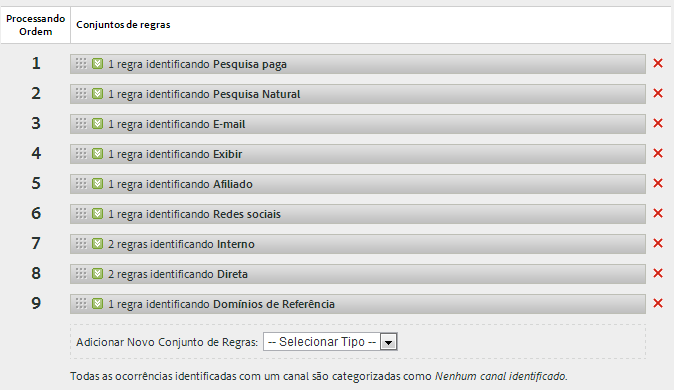 Processando Ordem
Conjuntos de regras
1 1 regra identificando Pesquisa paga
2 1 regra identificando Pesquisa Natural
3 1 regra identificando E-mail
4 1 regra identificando Exibir
5 1 regra identificando Afiliado
6 1 regra identificando Redes sociais
7 2 regras identificando Interno
8 2 regras identificando Direta
9 1 regra identificando Domínios de Referência
Adicionar Novo Conjunto de Regras: -- Selecionar Tipo --
Todas as ocorrências identificadas com um canal são categorizadas como Nenhum canal identificado.